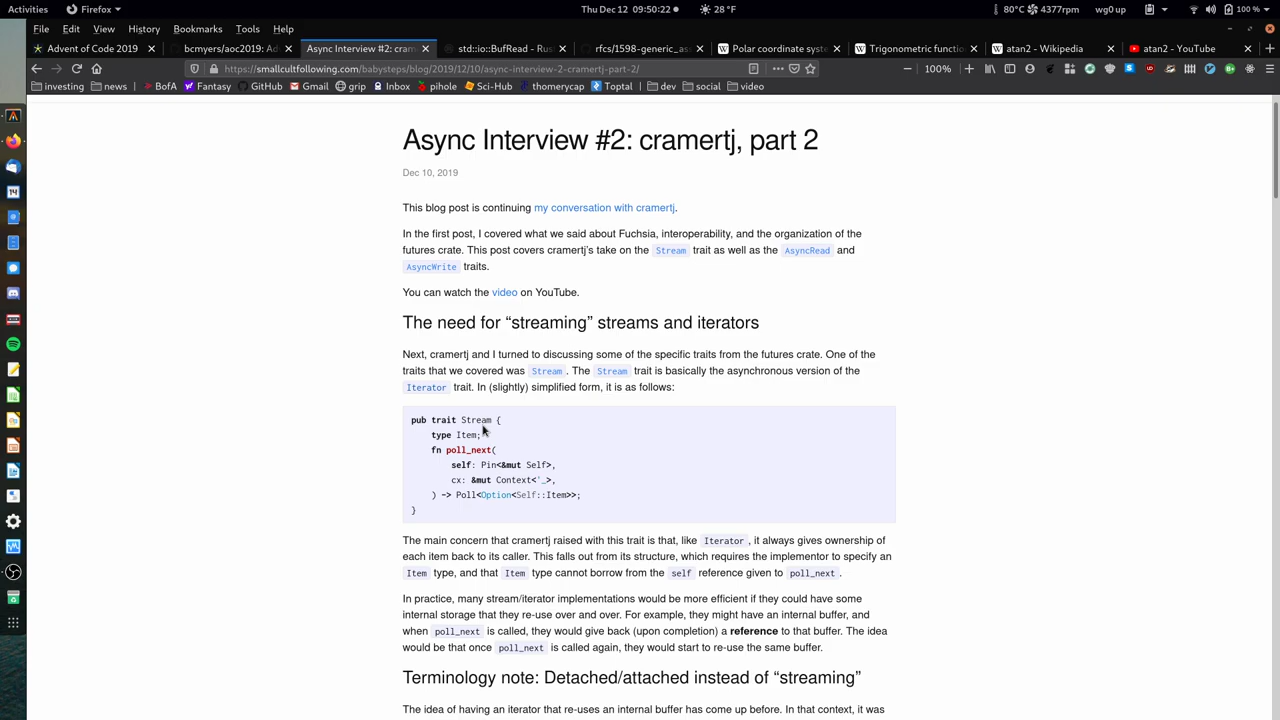 Activities
Firefox
Thu Dec 12 09:50:22
28 °F
80°C
4377rpm
wg0 up
100 %
File Edit View History Bookmarks Tools Help
Advent of Code 2019
bcmyers/aoc2019: Ad
Async Interview #2: cram
std::io::BufRead - Rus
rfcs/1598-generic_as
Polar coordinate syste
Trigonometric functio
atan2 - Wikipedia
atan2 - YouTube
https://smallcultfollowing.com/babysteps/blog/2019/12/10/async-interview-2-cramertj-part-2/
100%
investing news BofA Fantasy GitHub Gmail grip Inbox pihole Sci-Hub thomerycap Toptal dev social video
Async Interview #2: cramertj, part 2
Dec 10, 2019
This blog post is continuing my conversation with cramertj.
In the first post, I covered what we said about Fuchsia, interoperability, and the organization of the
futures crate. This post covers cramertj's take on the Stream trait as well as the AsyncRead and
AsyncWrite traits.
You can watch the video on YouTube.
The need for “streaming” streams and iterators
Next, cramertj and I turned to discussing some of the specific traits from the futures crate. One of the
traits that we covered was Stream. The Stream trait is basically the asynchronous version of the
Iterator trait. In (slightly) simplified form, it is as follows:
pub trait Stream {
type Item;
fn poll_next(
self: Pin<&mut Self>,
cx: &mut Context<'_>,
) -> Poll<Option<Self::Item>>;
}
The main concern that cramertj raised with this trait is that, like Iterator, it always gives ownership of
each item back to its caller. This falls out from its structure, which requires the implementor to specify an
Item type, and that Item type cannot borrow from the self reference given to poll_next.
In practice, many stream/iterator implementations would be more efficient if they could have some
internal storage that they re-use over and over. For example, they might have an internal buffer, and
when poll_next is called, they would give back (upon completion) a reference to that buffer. The idea
would be that once poll_next is called again, they would start to re-use the same buffer.
Terminology note: Detached/attached instead of “streaming”
The idea of having an iterator that re-uses an internal buffer has come up before. In that context, it was